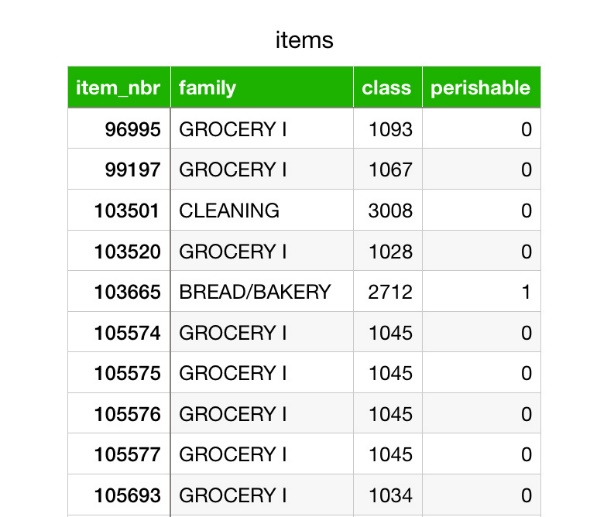 items
item_nbr family class perishable
96995 GROCERY I 1093 0
99197 GROCERY I 1067 0
103501 CLEANING 3008 0
103520 GROCERY I 1028 0
103665 BREAD/BAKERY 2712 1
105574 GROCERY I 1045 0
105575 GROCERY I 1045 0
105576 GROCERY I 1045 0
105577 GROCERY I 1045 0
105693 GROCERY I 1034 0